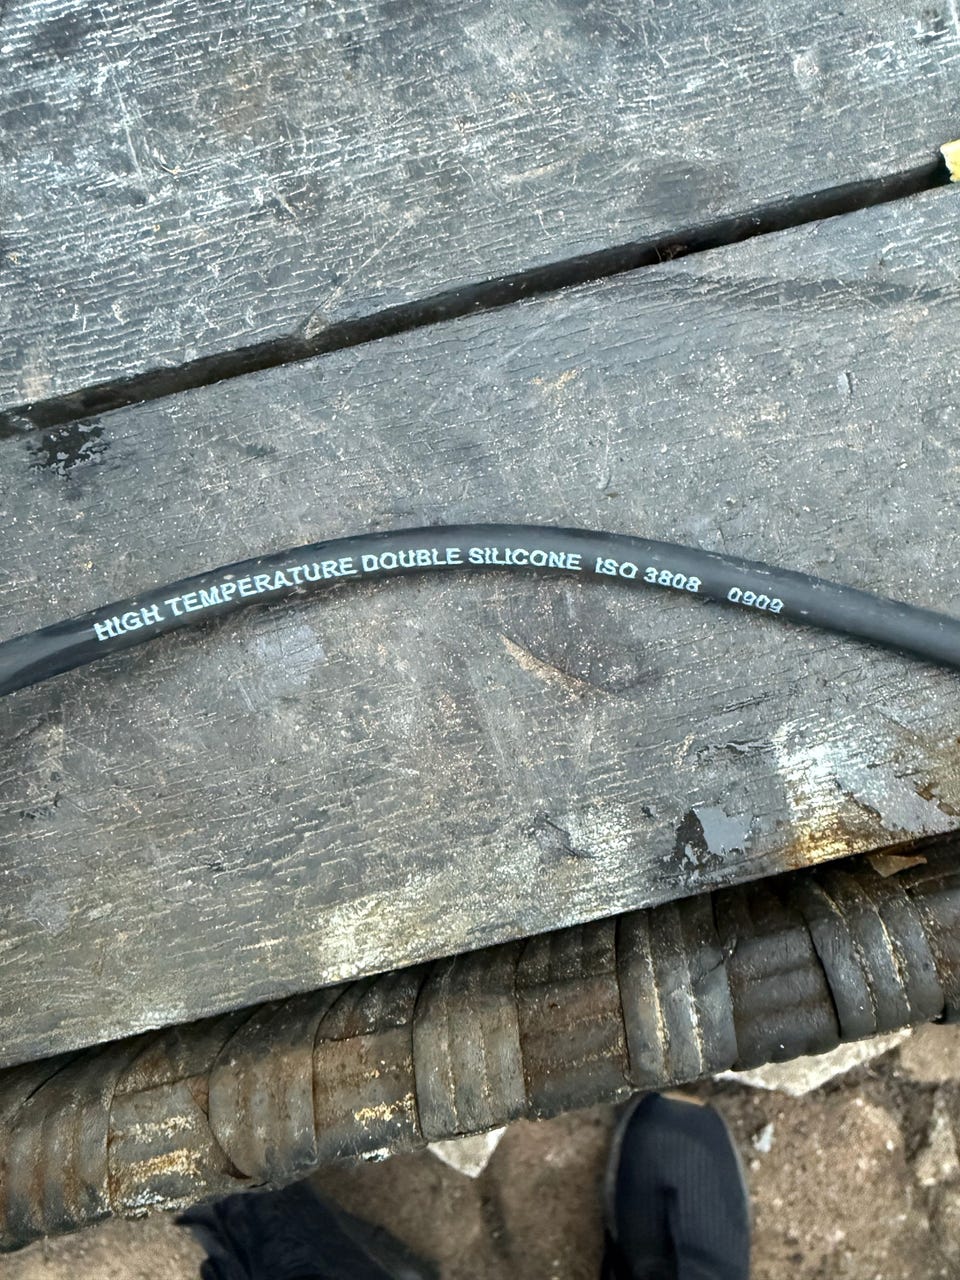 HIGH TEMPERATURE DOUBLE SILICONE ISO 3808 0909